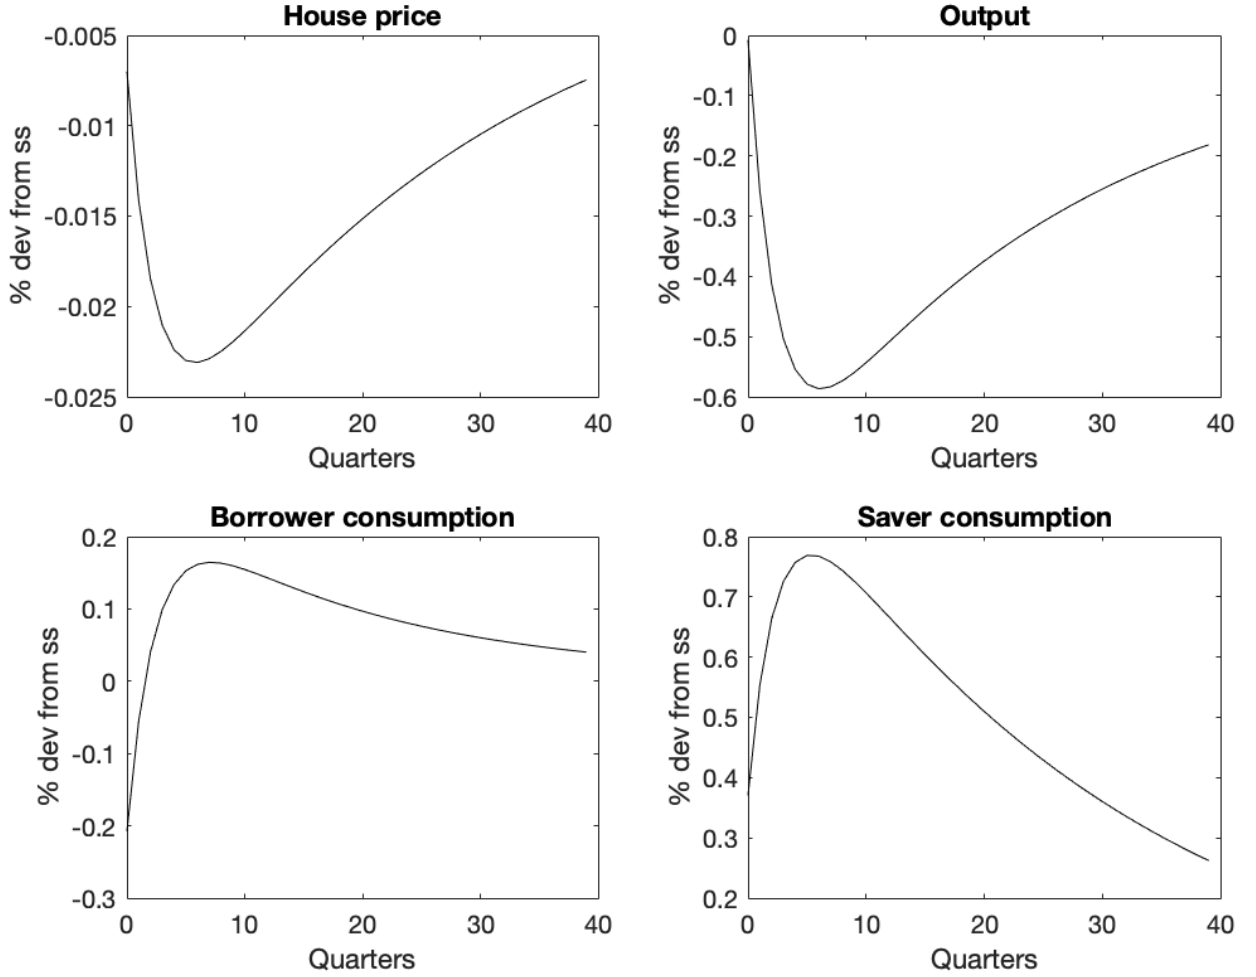 House price
% dev from ss
-0.005
-0.01
-0.015
-0.02
-0.025
0 10 20 30 40
Quarters
Output
% dev from ss
0
-0.1
-0.2
-0.3
-0.4
-0.5
-0.6
0 10 20 30 40
Quarters
Borrower consumption
% dev from ss
0.2
0.1
0
-0.1
-0.2
-0.3
0 10 20 30 40
Quarters
Saver consumption
% dev from ss
0.8
0.7
0.6
0.5
0.4
0.3
0.2
0 10 20 30 40
Quarters